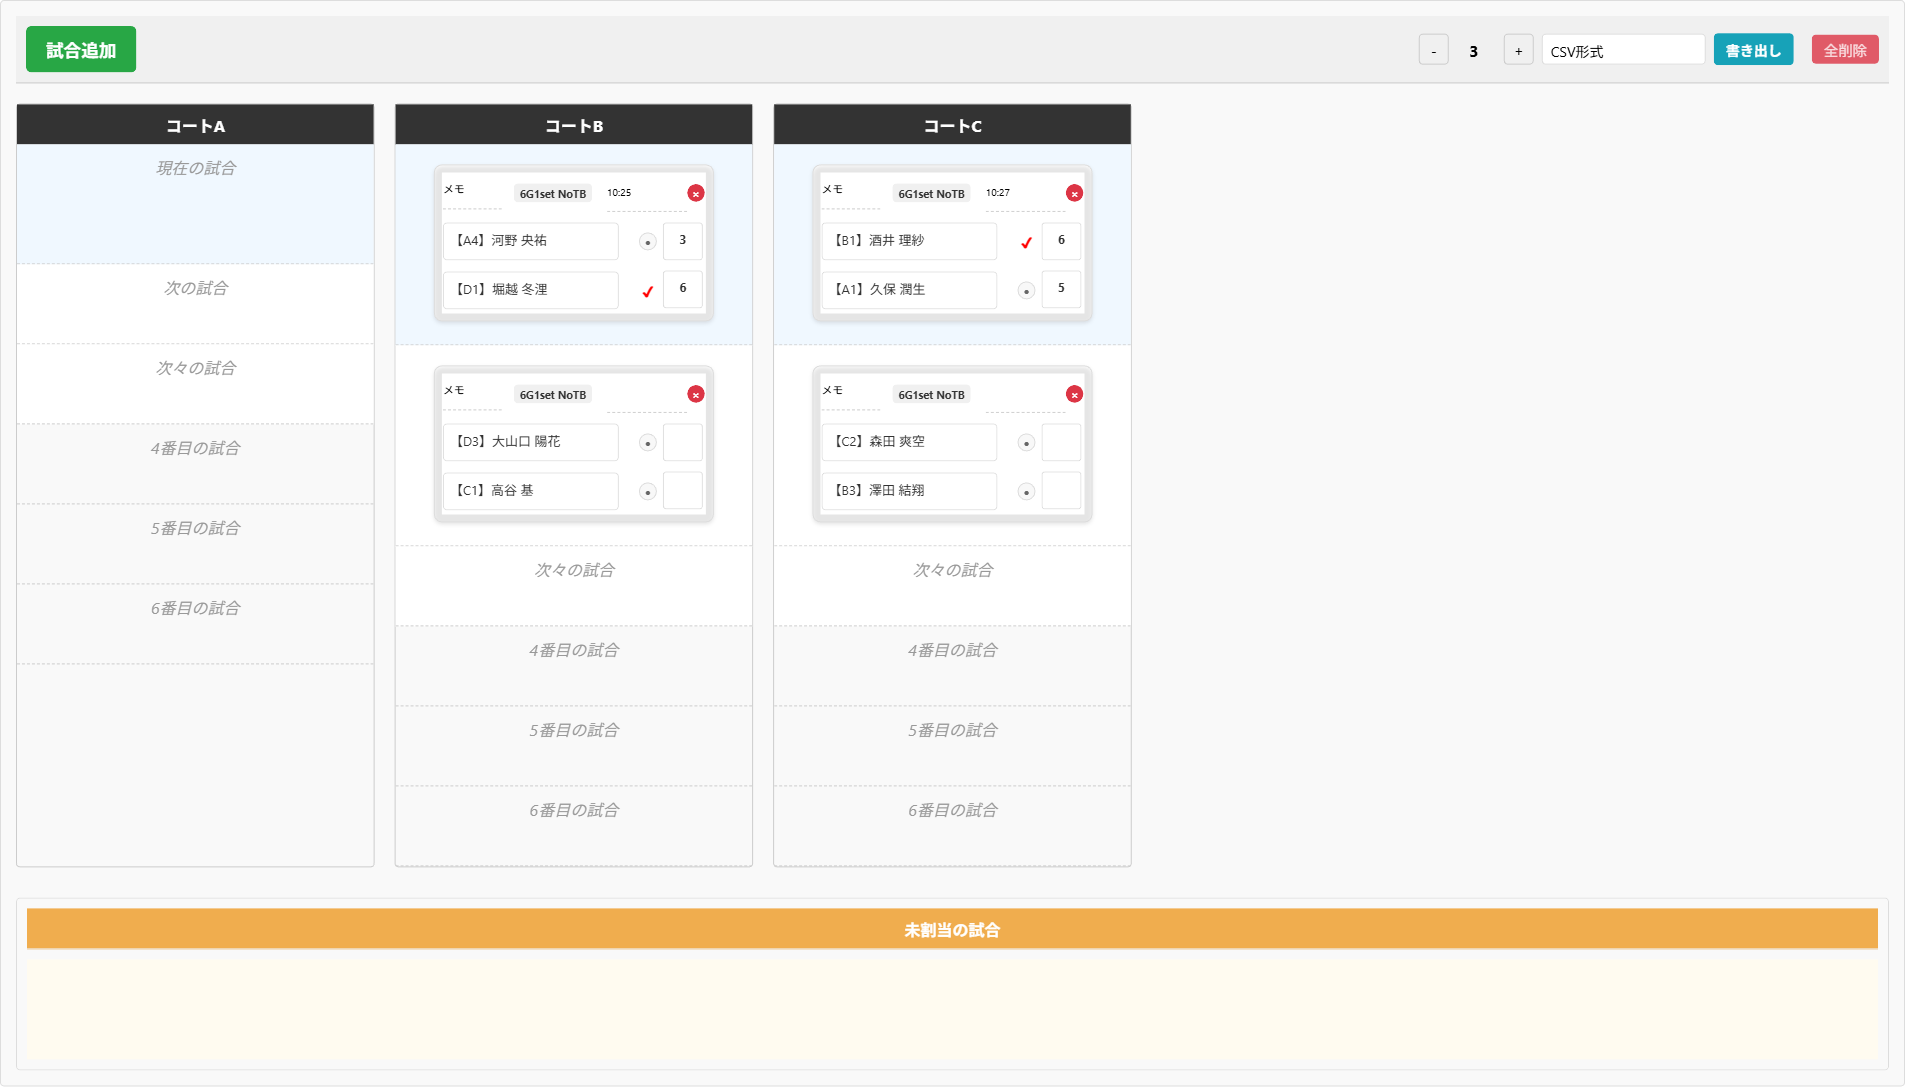 試合追加
- 3 + CSV形式 書き出し 全削除
コートA
現在の試合
次の試合
次々の試合
4番目の試合
5番目の試合
6番目の試合
コートB
メモ 6G1set NoTB 10:25 ×
【A4】河野 央祐 • 3
【D1】堀越 冬浬 ✓ 6
メモ 6G1set NoTB ×
【D3】大山口 陽花 •
【C1】高谷 基 •
次々の試合
4番目の試合
5番目の試合
6番目の試合
コートC
メモ 6G1set NoTB 10:27 ×
【B1】酒井 理紗 ✓ 6
【A1】久保 潤生 • 5
メモ 6G1set NoTB ×
【C2】森田 爽空 •
【B3】澤田 結翔 •
次々の試合
4番目の試合
5番目の試合
6番目の試合
未割当の試合